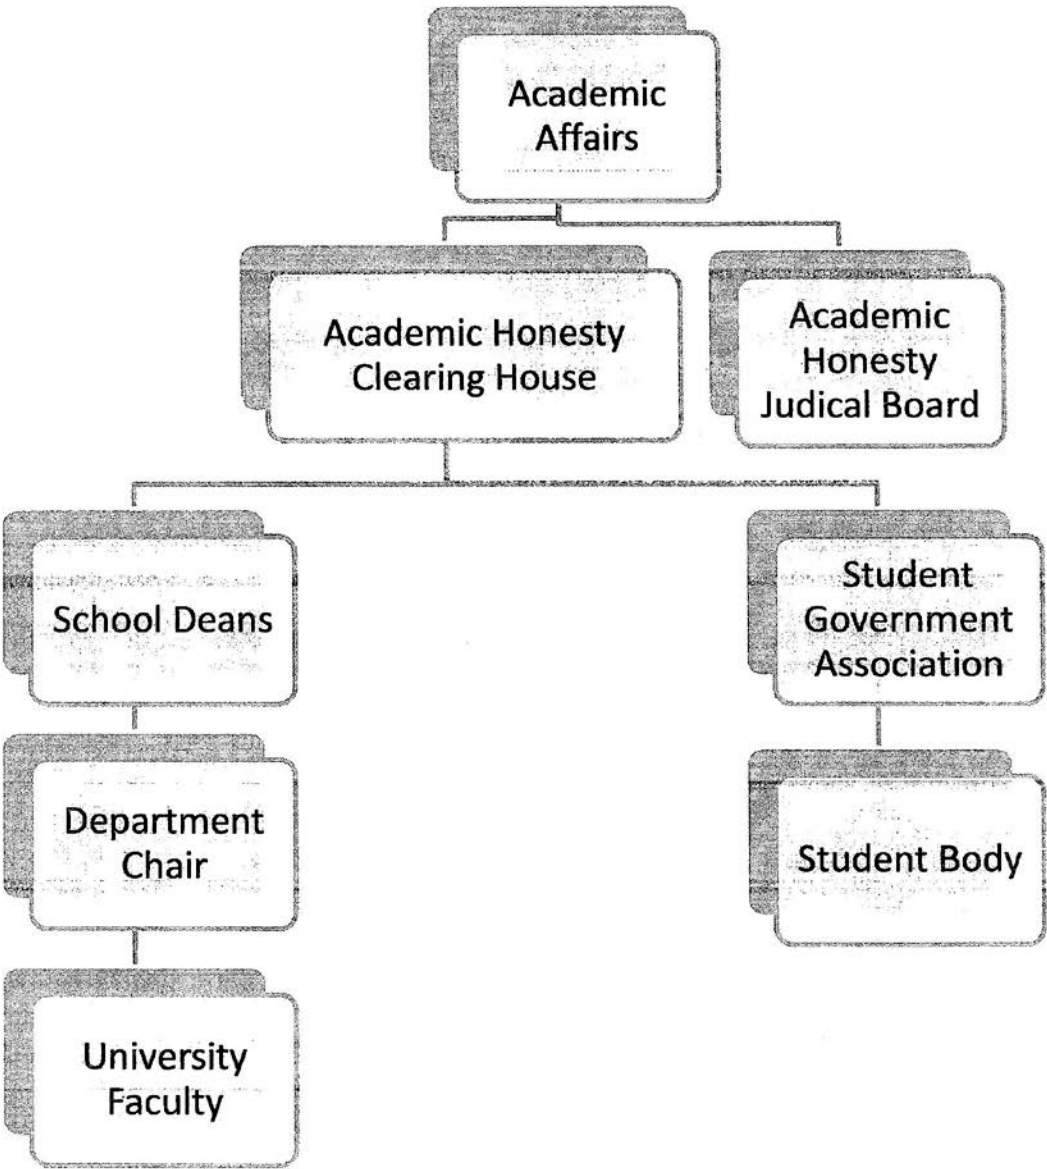 Academic
Affairs
Academic Honesty
Clearing House
Academic
Honesty
Judical Board
School Deans
Student
Government
Association
Department
Chair
Student Body
University
Faculty